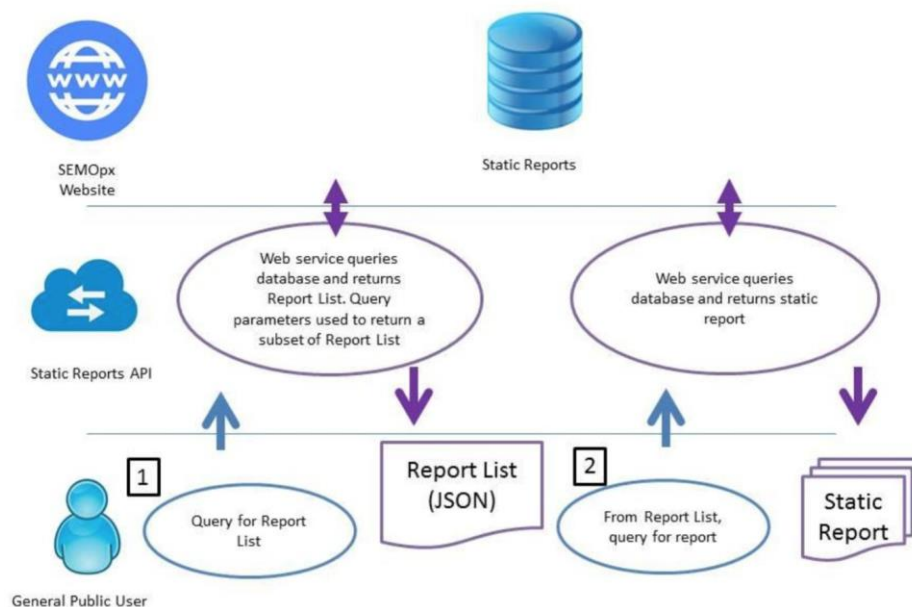 WWW
SEMOpx
Website
Static Reports
Web service queries
database and returns
Report List. Query
parameters used to return a
subset of Report List
Web service queries
database and returns static
report
Static Reports API
1
Query for Report
List
Report List
(JSON)
2
From Report List,
query for report
Static
Report
General Public User